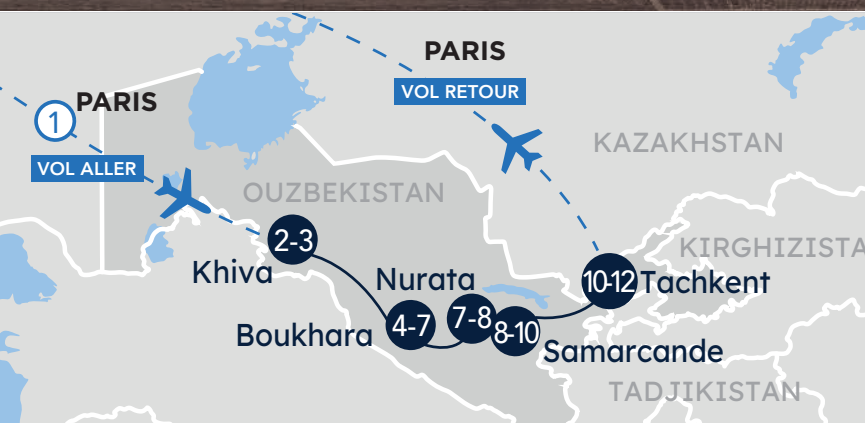 PARIS
VOL RETOUR
PARIS
1
VOL ALLER
KAZAKHSTAN
OUZBEKISTAN
2-3
KIRGHIZISTA
Khiva
Nurata
10-12 Tachkent
Boukhara
4-7
7-8
8-10
Samarcande
TADJIKISTAN